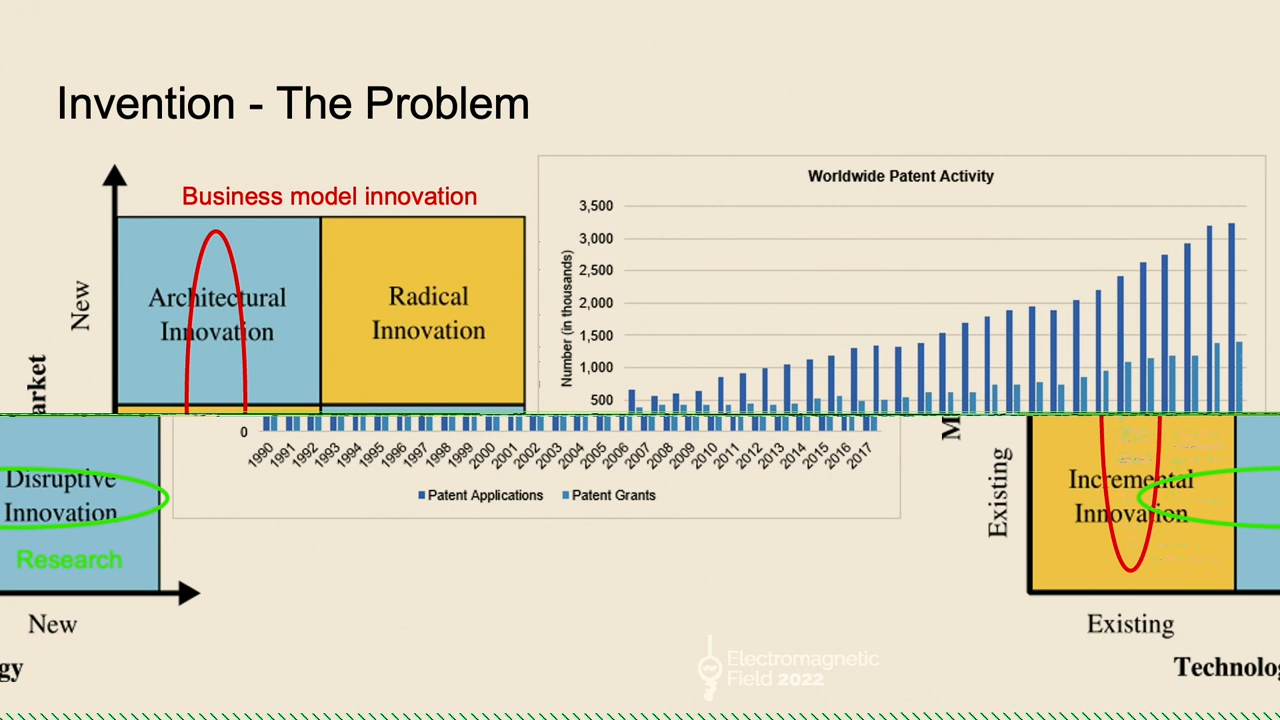 Invention - The Problem
Business model innovation
New
arket
Architectural
Innovation
Radical
Innovation
Worldwide Patent Activity
Number (in thousands)
3,500
3,000
2,500
2,000
1,500
1,000
500
0
1990 1991 1992 1993 1994 1995 1996 1997 1998 1999 2000 2001 2002 2003 2004 2005 2006 2007 2008 2009 2010 2011 2012 2013 2014 2015 2016 2017
Patent Applications Patent Grants
Disruptive
Innovation
Research
New
gy
M
Existing
Incremental
Innovation
Existing
Technolog
Electromagnetic
Field 2022